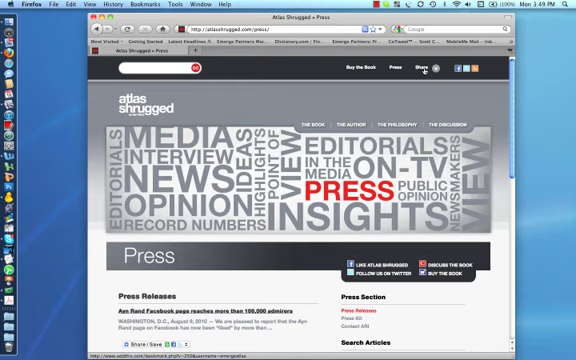 Firefox File Edit View History Bookmarks Tools Window Help
Mon 3:49 PM
Atlas Shrugged » Press
http://atlasshrugged.com/press/
Google
Most Visited Getting Started Latest Headlines
Atlas Shrugged » Press
GO
Buy the Book Press Share
atlas
shrugged
THE BOOK | THE AUTHOR | THE PHILOSOPHY | THE DISCUSSION
EDITORIALS
MEDIA
INTERVIEW
NEWS
OPINION
RECORD NUMBERS
IDEAS
HIGHLIGHTS
POINT OF
VIEW
EDITORIALS
IN THE
MEDIA
ON-TV
PRESS
PUBLIC
OPINION
INSIGHTS
NEWSMAKERS
VIEW
Press
LIKE ATLAS SHRUGGED
DISCUSS THE BOOK
FOLLOW US ON TWITTER
BUY THE BOOK
Press Releases
Ayn Rand Facebook page reaches more than 100,000 admirers
WASHINGTON, D.C., August 9, 2010 – We are pleased to report that the Ayn
Rand page on Facebook has now been "liked" by more than ...
Share / Save
Press Section
Press Releases
Press Kit
Contact ARI
Search Articles